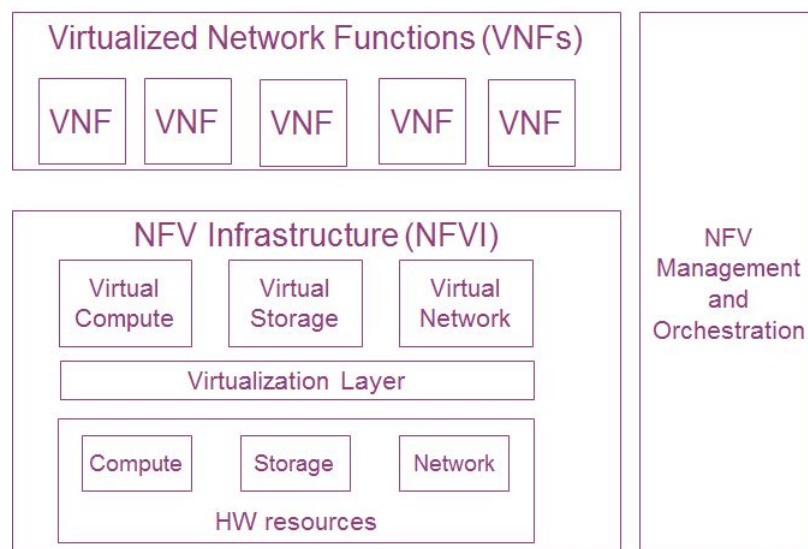 Virtualized Network Functions (VNFs)
VNF VNF VNF VNF VNF
NFV Infrastructure (NFVI)
Virtual
Compute
Virtual
Storage
Virtual
Network
Virtualization Layer
Compute Storage Network
HW resources
NFV
Management
and
Orchestration